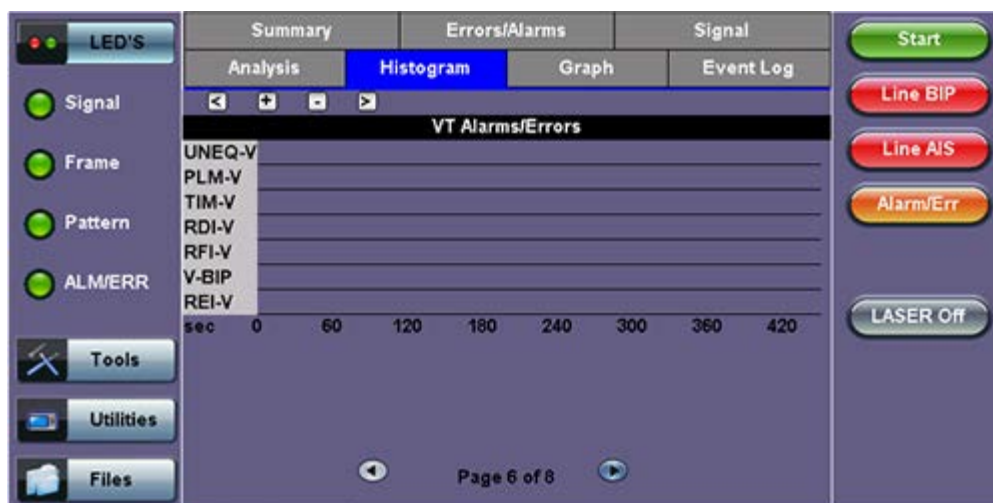 LED'S
Signal
Frame
Pattern
ALM/ERR
Tools
Utilities
Files
Summary Errors/Alarms Signal
Analysis Histogram Graph Event Log
< + - >
VT Alarms/Errors
UNEQ-V
PLM-V
TIM-V
RDI-V
RFI-V
V-BIP
REI-V
sec 0 60 120 180 240 300 360 420
Page 6 of 8
Start
Line BIP
Line AIS
Alarm/Err
LASER Off